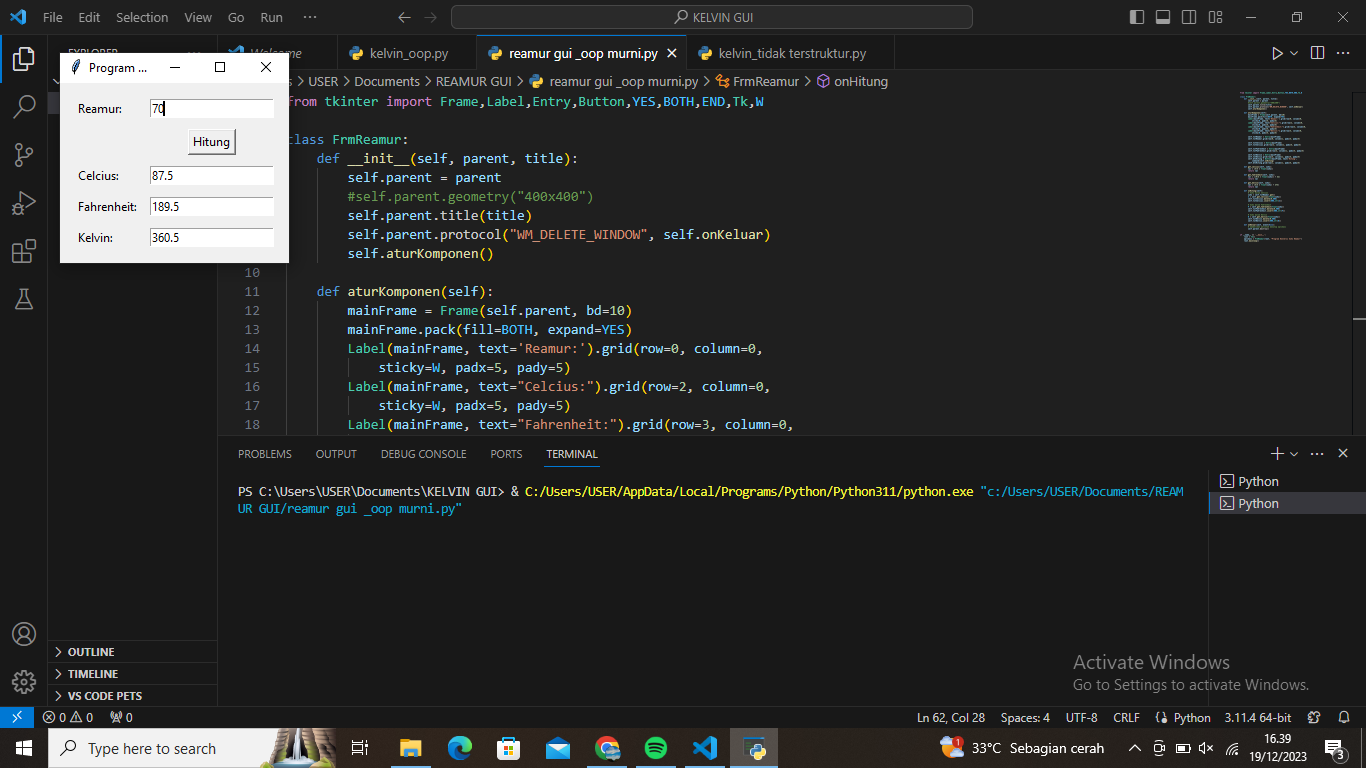 File Edit Selection View Go Run ··· KELVIN GUI
EXPLORER
Welcome kelvin_oop.py reamur gui _oop murni.py kelvin_tidak terstruktur.py
s > USER > Documents > REAMUR GUI > reamur gui _oop murni.py > FrmReamur > onHitung
Program ...
Reamur: 70
Hitung
Celcius: 87.5
Fahrenheit: 189.5
Kelvin: 360.5
from tkinter import Frame,Label,Entry,Button,YES,BOTH,END,Tk,W
class FrmReamur:
def __init__(self, parent, title):
self.parent = parent
#self.parent.geometry("400x400")
self.parent.title(title)
self.parent.protocol("WM_DELETE_WINDOW", self.onKeluar)
self.aturKomponen()
10
11 def aturKomponen(self):
12 mainFrame = Frame(self.parent, bd=10)
13 mainFrame.pack(fill=BOTH, expand=YES)
14 Label(mainFrame, text='Reamur:').grid(row=0, column=0,
15 sticky=W, padx=5, pady=5)
16 Label(mainFrame, text="Celcius:").grid(row=2, column=0,
17 sticky=W, padx=5, pady=5)
18 Label(mainFrame, text="Fahrenheit:").grid(row=3, column=0,
PROBLEMS OUTPUT DEBUG CONSOLE PORTS TERMINAL
PS C:\Users\USER\Documents\KELVIN GUI> & C:/Users/USER/AppData/Local/Programs/Python/Python311/python.exe "c:/Users/USER/Documents/REAM
UR GUI/reamur gui _oop murni.py"
Python
Python
OUTLINE
TIMELINE
VS CODE PETS
Activate Windows
Go to Settings to activate Windows.
0 0 0 Ln 62, Col 28 Spaces: 4 UTF-8 CRLF Python 3.11.4 64-bit
Type here to search 1 33°C Sebagian cerah 16.39
19/12/2023
3